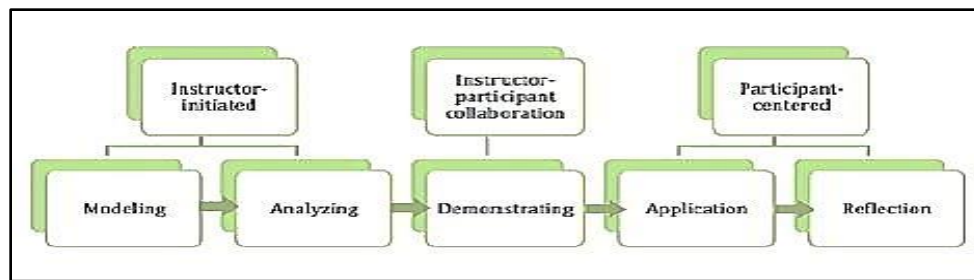 Instructor-
initiated
Instructor-
participant
collaboration
Participant-
centered
Modeling
Analyzing
Demonstrating
Application
Reflection